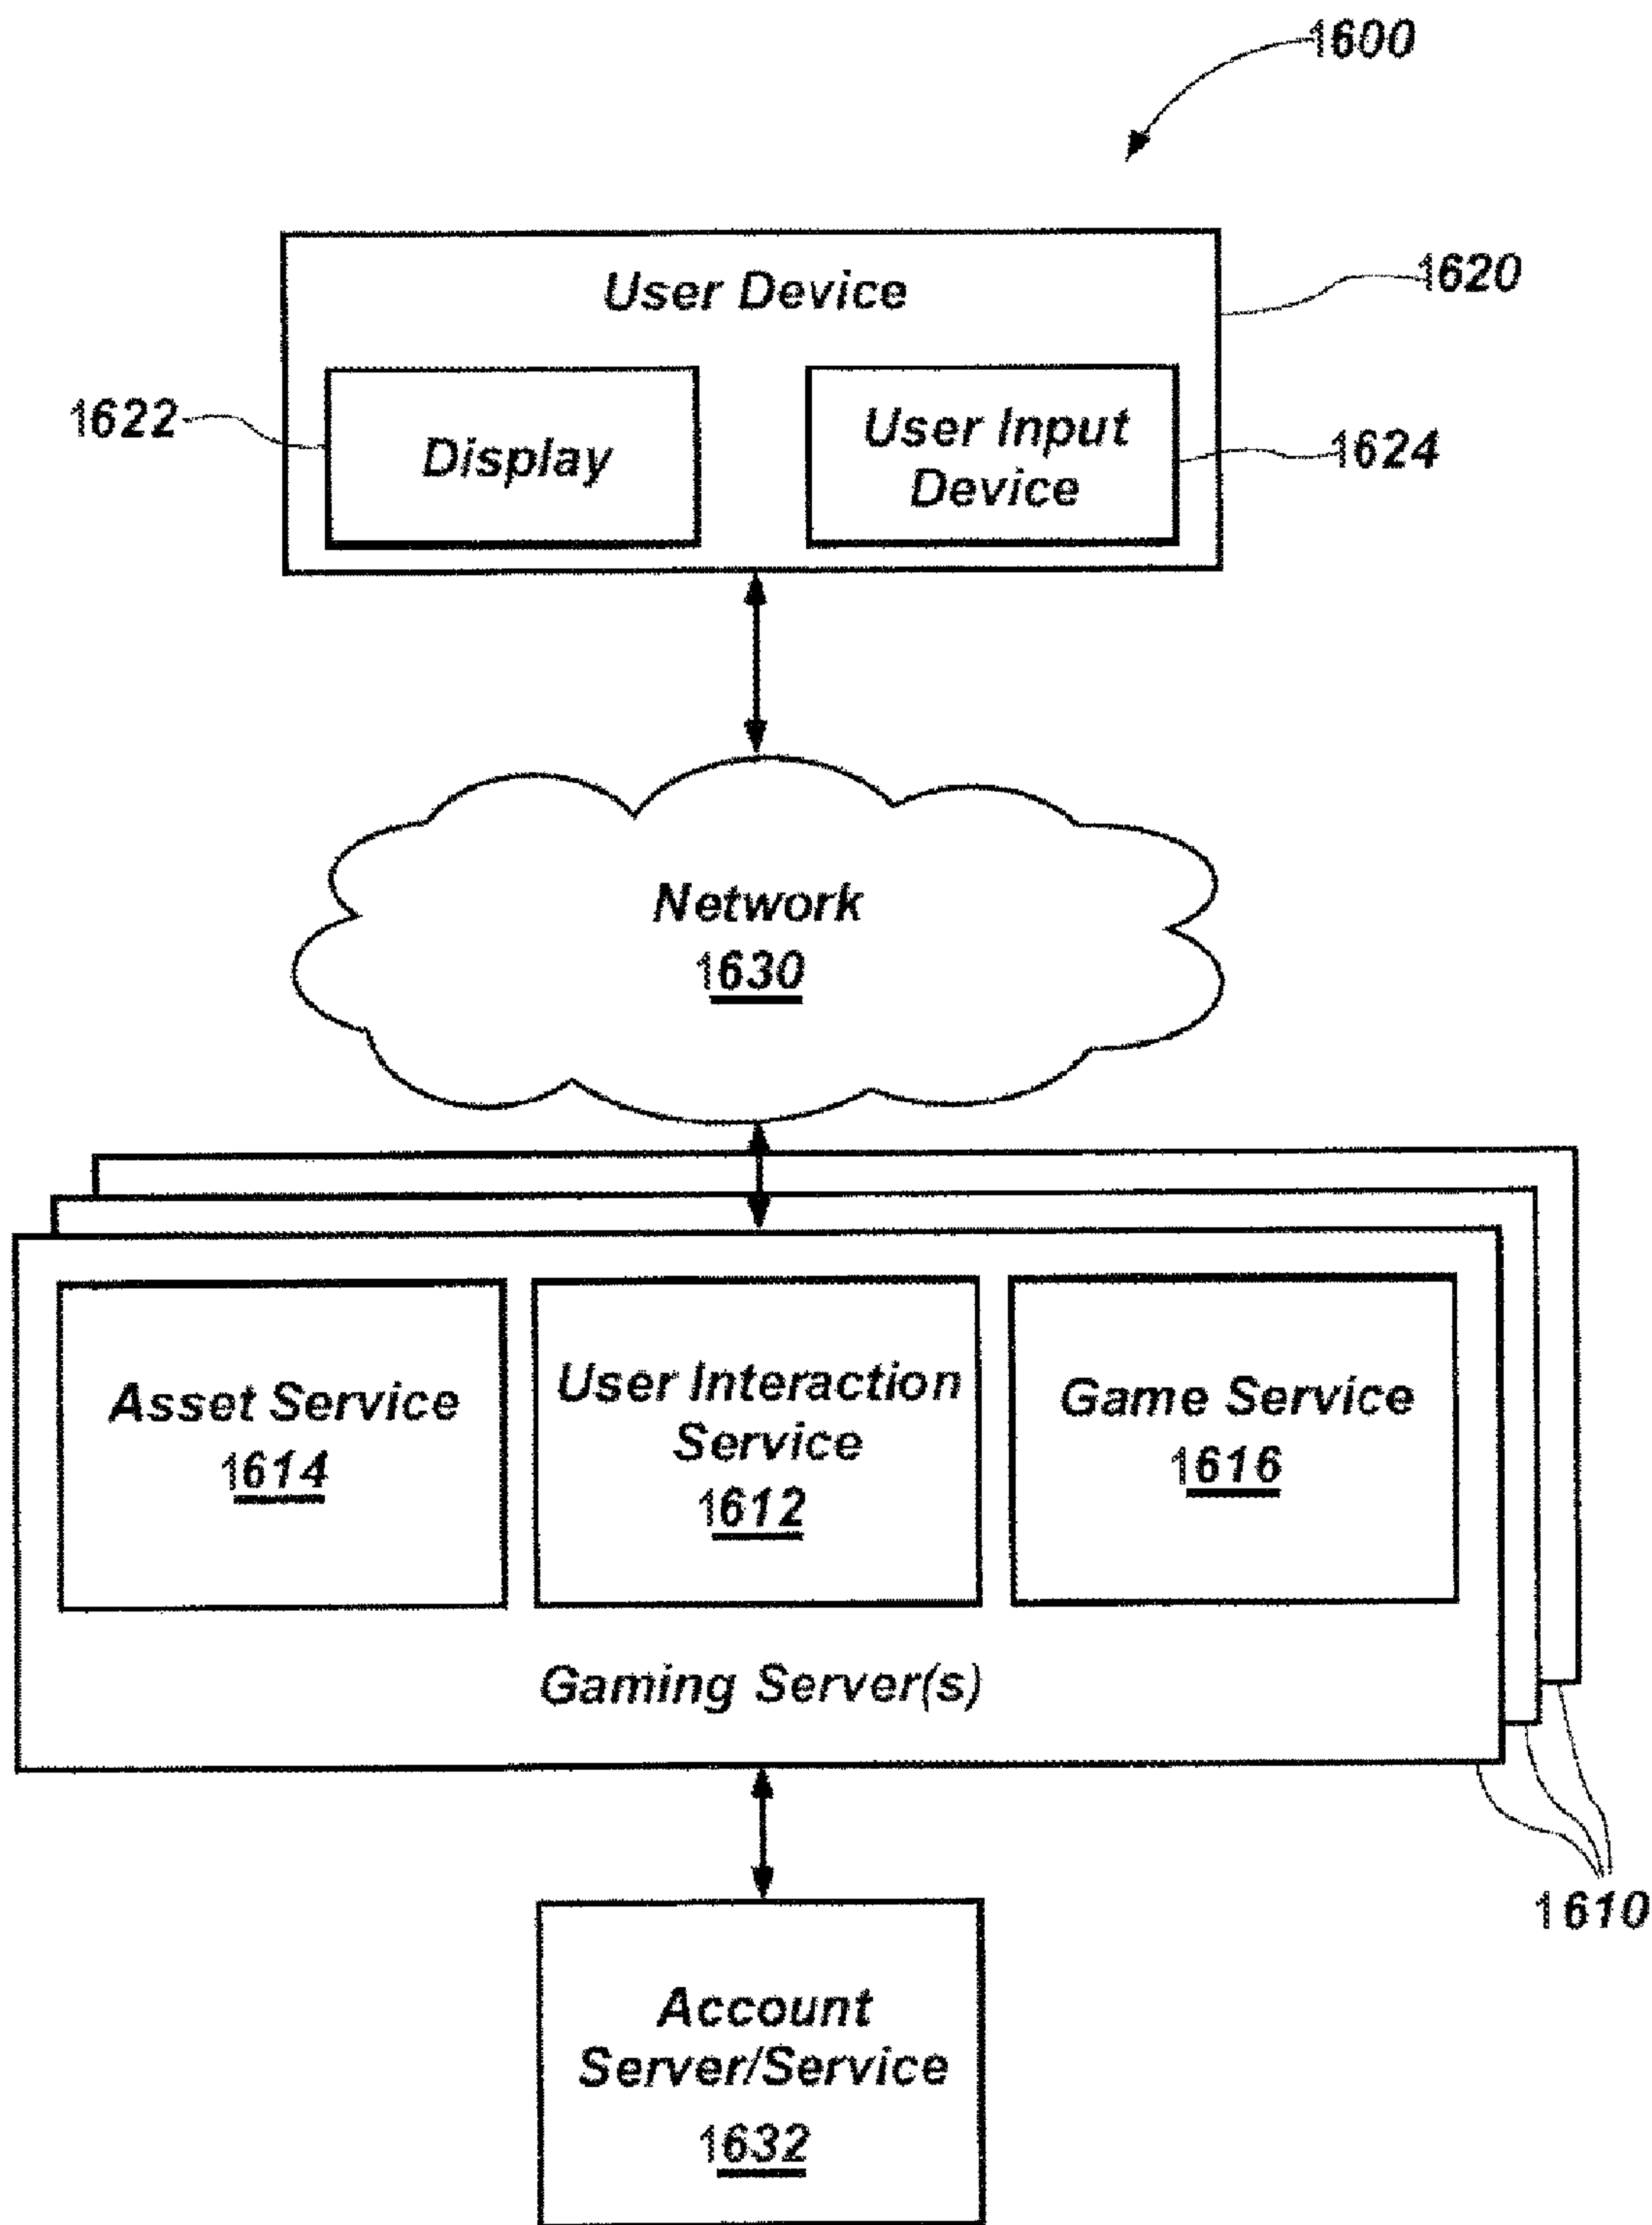 1600
User Device
1620
1622
Display
User Input
Device
1624
Network
1630
Asset Service
1614
User Interaction
Service
1612
Game Service
1616
Gaming Server(s)
1610
Account
Server/Service
1632